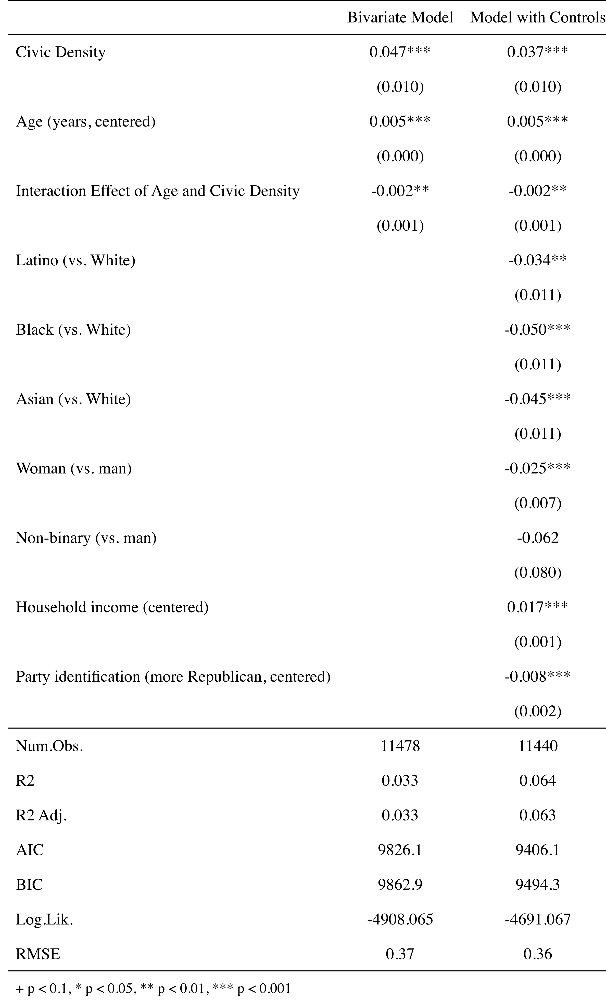 Bivariate Model Model with Controls
Civic Density 0.047*** 0.037***
(0.010) (0.010)
Age (years, centered) 0.005*** 0.005***
(0.000) (0.000)
Interaction Effect of Age and Civic Density -0.002** -0.002**
(0.001) (0.001)
Latino (vs. White) -0.034**
(0.011)
Black (vs. White) -0.050***
(0.011)
Asian (vs. White) -0.045***
(0.011)
Woman (vs. man) -0.025***
(0.007)
Non-binary (vs. man) -0.062
(0.080)
Household income (centered) 0.017***
(0.001)
Party identification (more Republican, centered) -0.008***
(0.002)
Num.Obs. 11478 11440
R2 0.033 0.064
R2 Adj. 0.033 0.063
AIC 9826.1 9406.1
BIC 9862.9 9494.3
Log.Lik. -4908.065 -4691.067
RMSE 0.37 0.36
+ p < 0.1, * p < 0.05, ** p < 0.01, *** p < 0.001